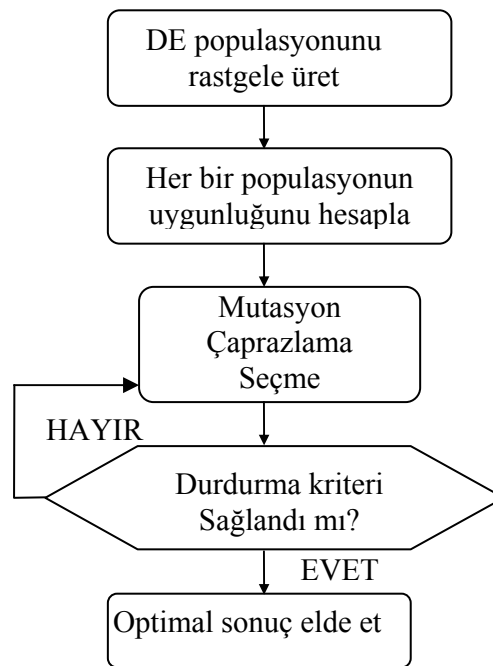 DE populasyonunu
rastgele üret
Her bir populasyonun
uygunluğunu hesapla
Mutasyon
Çaprazlama
Seçme
HAYIR
Durdurma kriteri
Sağlandı mı?
EVET
Optimal sonuç elde et